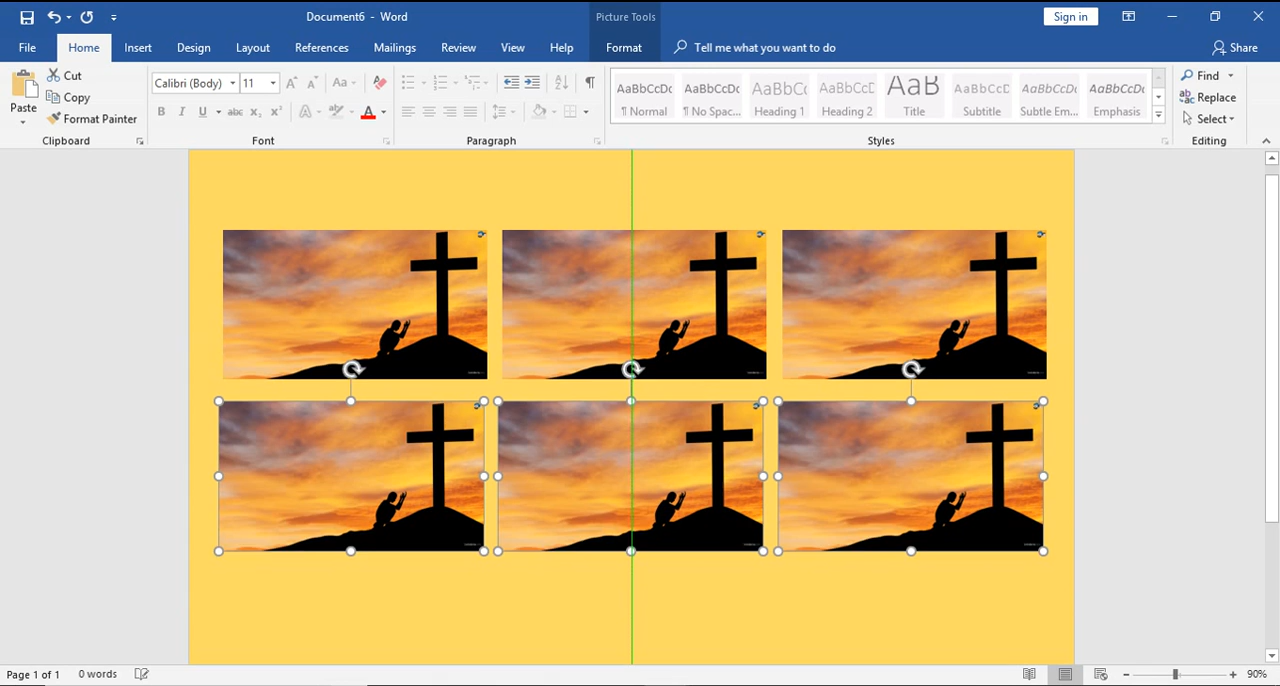 Document6 - Word
Picture Tools
Sign in
File
Home
Insert
Design
Layout
References
Mailings
Review
View
Help
Format
Tell me what you want to do
Share
Paste
Cut
Copy
Format Painter
Clipboard
Calibri (Body)
11
Font
Paragraph
AaBbCcDc
¶ Normal
AaBbCcDc
¶ No Spac...
AaBbCc
Heading 1
AaBbCcE
Heading 2
AaB
Title
AaBbCcD
Subtitle
AaBbCcDc
Subtle Em...
AaBbCcDc
Emphasis
Styles
Find
Replace
Select
Editing
Page 1 of 1
0 words
90%